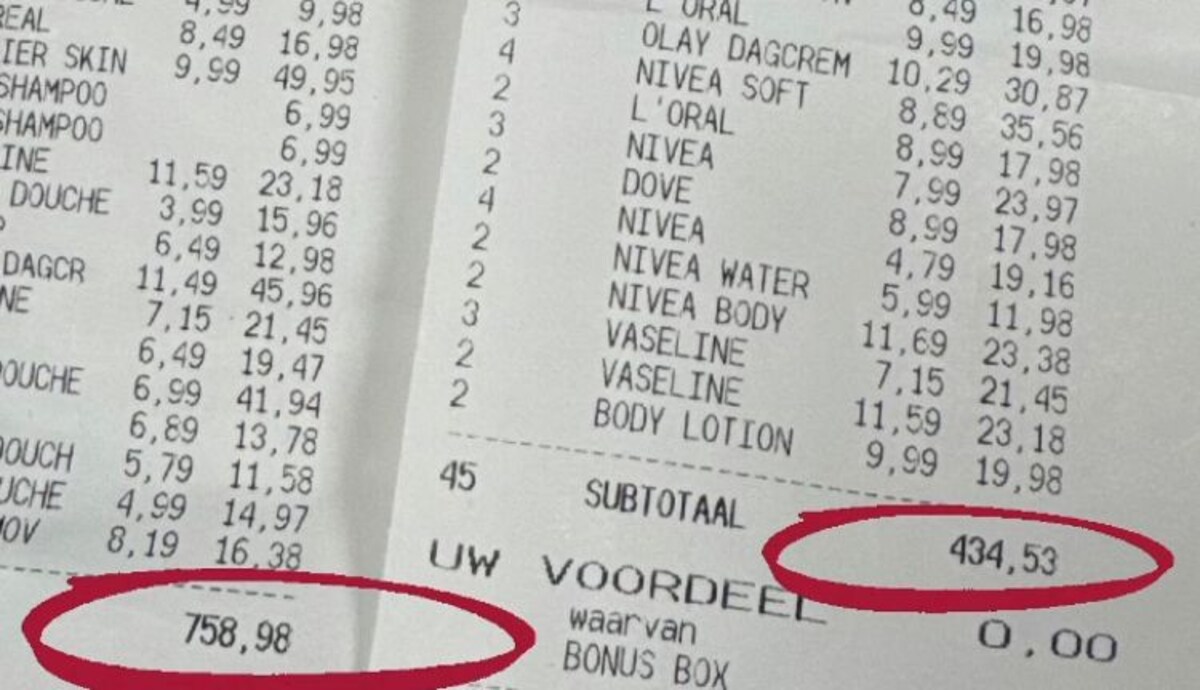 4,99 9,98
REAL 8,49 16,98
IER SKIN 9,99 49,95
SHAMPOO 6,99
SHAMPOO 6,99
INE 11,59 23,18
DOUCHE 3,99 15,96
6,49 12,98
DAGCR 11,49 45,96
NE 7,15 21,45
6,49 19,47
DOUCHE 6,99 41,94
6,89 13,78
DOUCH 5,79 11,58
UCHE 4,99 14,97
MOV 8,19 16,38
758,98
8,49 16,98
L'ORAL 9,99 19,98
3 OLAY DAGCREM 10,29 30,87
4 NIVEA SOFT 8,89 35,56
2 L'ORAL 8,99 17,98
3 NIVEA 7,99 23,97
2 DOVE 8,99 17,98
4 NIVEA 4,79 19,16
2 NIVEA WATER 5,99 11,98
2 NIVEA BODY 11,69 23,38
3 VASELINE 7,15 21,45
2 VASELINE 11,59 23,18
2 BODY LOTION 9,99 19,98
45 SUBTOTAAL 434,53
UW VOORDEEL 0,00
waarvan
BONUS BOX